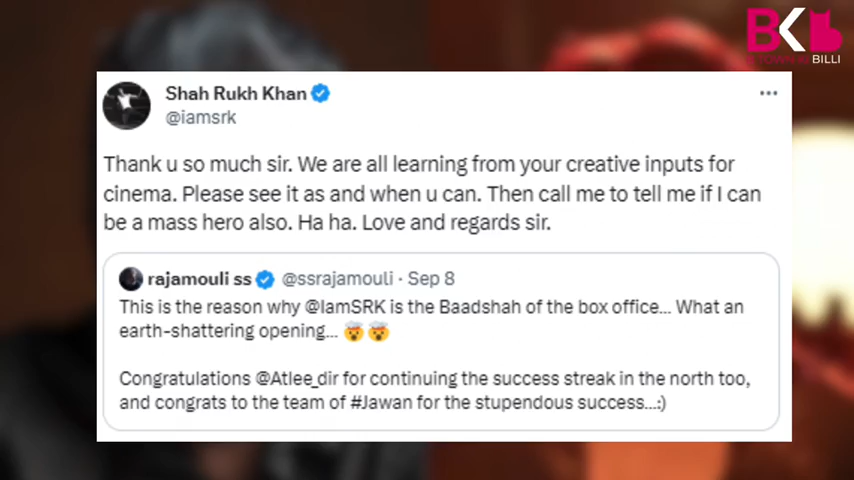 BKB
B TOWN KI BILLI
Shah Rukh Khan
@iamsrk
Thank u so much sir. We are all learning from your creative inputs for
cinema. Please see it as and when u can. Then call me to tell me if I can
be a mass hero also. Ha ha. Love and regards sir.
rajamouli ss @ssrajamouli · Sep 8
This is the reason why @IamSRK is the Baadshah of the box office... What an
earth-shattering opening... 🤯🤯
Congratulations @Atlee_dir for continuing the success streak in the north too,
and congrats to the team of #Jawan for the stupendous success...:)